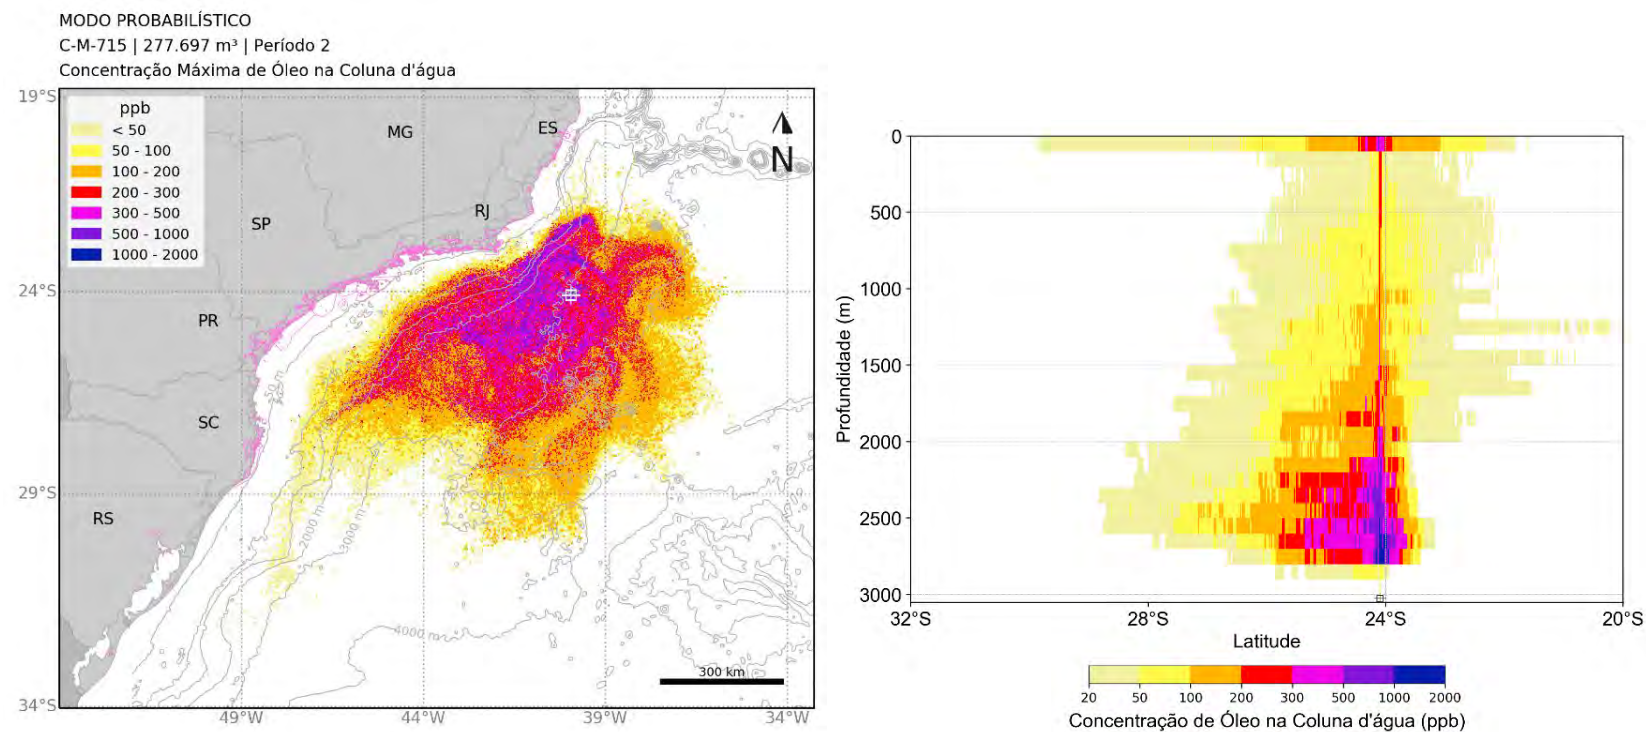 MODO PROBABILÍSTICO
C-M-715 | 277.697 m³ | Período 2
Concentração Máxima de Óleo na Coluna d'água
19°S
24°S
29°S
34°S
49°W
44°W
39°W
34°W
ppb
< 50
50 - 100
100 - 200
200 - 300
300 - 500
500 - 1000
1000 - 2000
MG
ES
N
SP
RJ
PR
SC
RS
50 m
2000 m
3000 m
4000 m
300 km
Profundidade (m)
0
500
1000
1500
2000
2500
3000
32°S
28°S
24°S
20°S
Latitude
20
50
100
200
300
500
1000
2000
Concentração de Óleo na Coluna d'água (ppb)